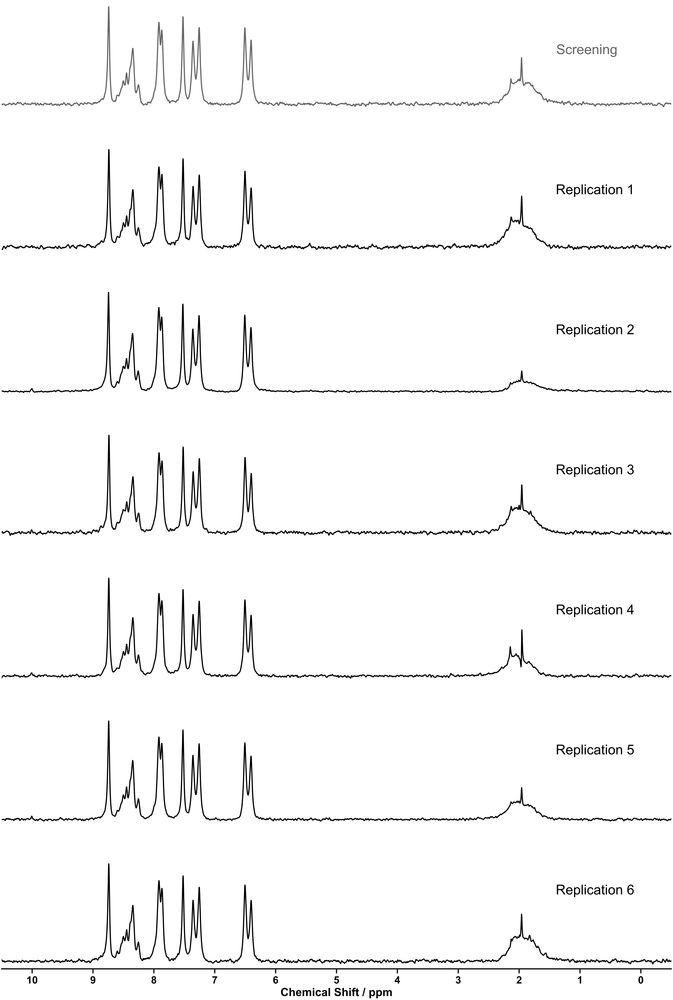 Screening
Replication 1
Replication 2
Replication 3
Replication 4
Replication 5
Replication 6
10 9 8 7 6 5 4 3 2 1 0
Chemical Shift / ppm